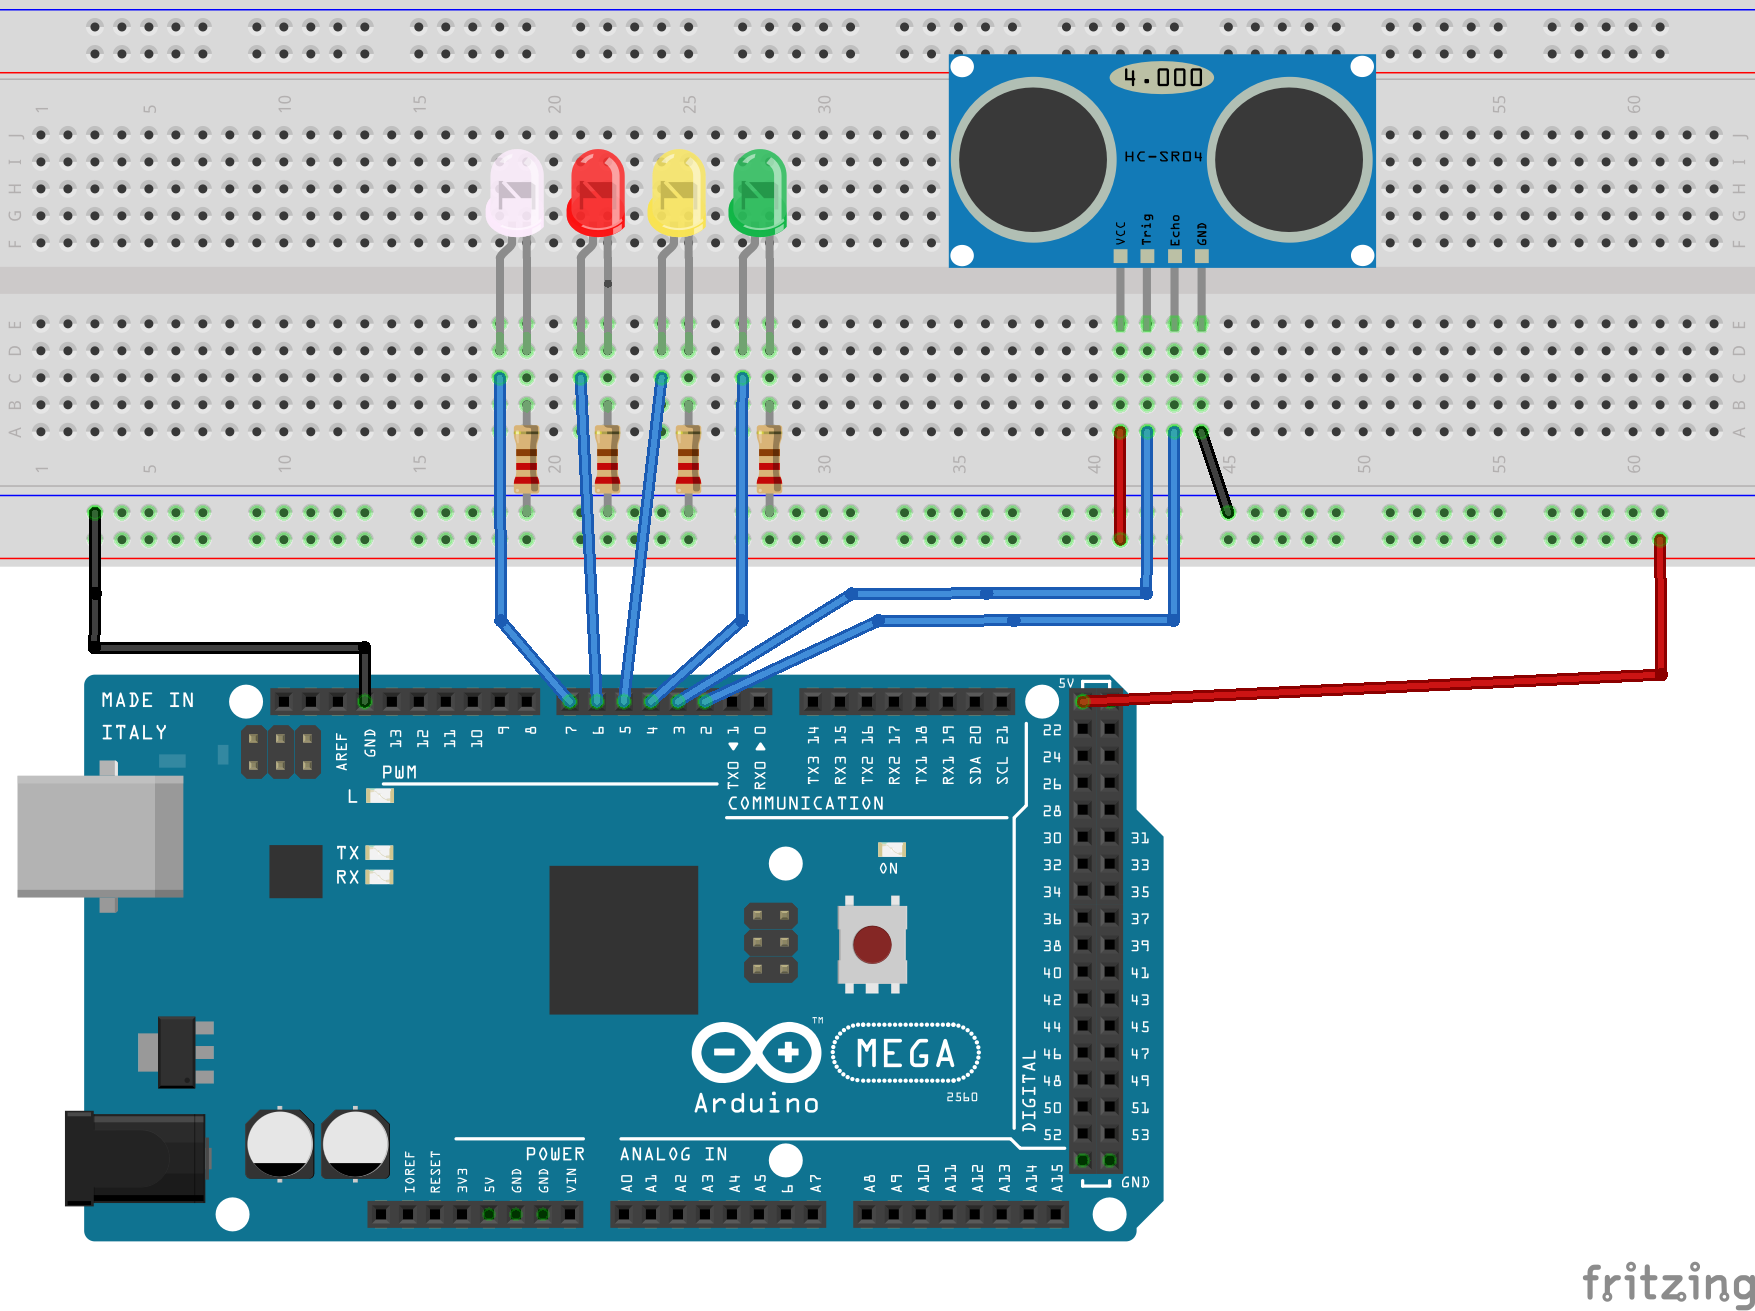 1 5 10 15 20 25 30 55 60
4.000
HC-SR04
VCC Trig Echo GND
J J
I I
H H
G G
F F
E E
D D
C C
B B
A A
1 5 10 15 20 30 35 40 45 50 55 60
MADE IN
ITALY
5V
AREF GND 13 12 11 10 9 8
7 6 5 4 3 2 TX0 1 RX0 0
TX3 14 RX3 15 TX2 16 RX2 17 TX1 18 RX1 19 SDA 20 SCL 21
PWM
L
COMMUNICATION
TX
RX
ON
22
24
26
28
30 31
32 33
34 35
36 37
38 39
40 41
42 43
44 45
46 47
48 49
50 51
52 53
DIGITAL
GND
TM
MEGA
Arduino
2560
POWER
ANALOG IN
IOREF RESET 3V3 5V GND GND VIN
A0 A1 A2 A3 A4 A5 6 A7
A8 A9 A10 A11 A12 A13 A14 A15
fritzing